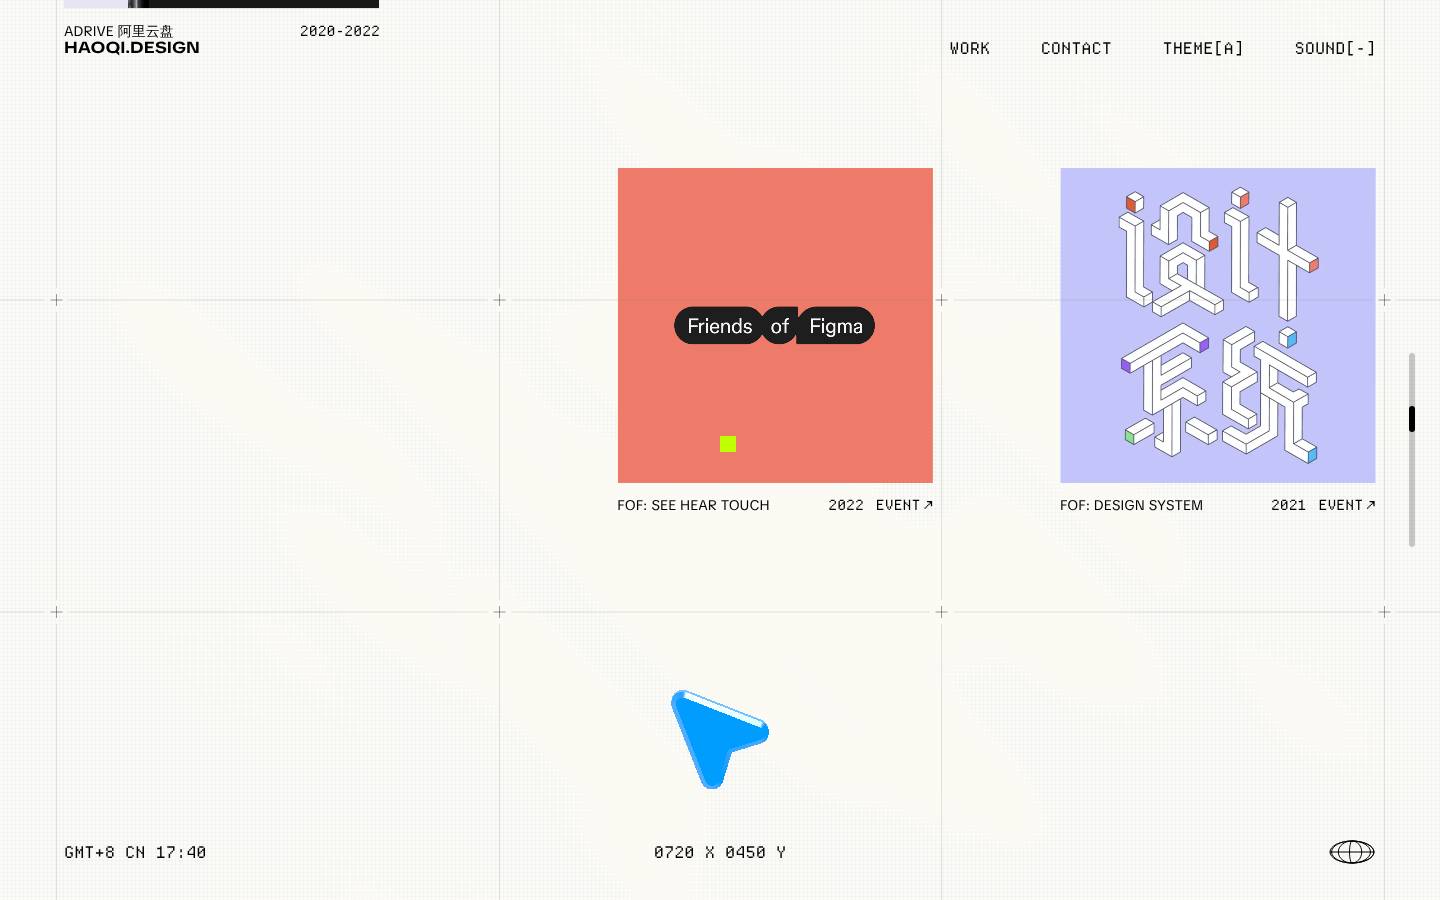 ADRIVE 阿里云盘 2020-2022
HAOQI.DESIGN
WORK CONTACT THEME[A] SOUND[-]
Friends of Figma
设计
系统
FOF: SEE HEAR TOUCH 2022 EVENT↗
FOF: DESIGN SYSTEM 2021 EVENT↗
GMT+8 CN 17:40
0720 X 0450 Y